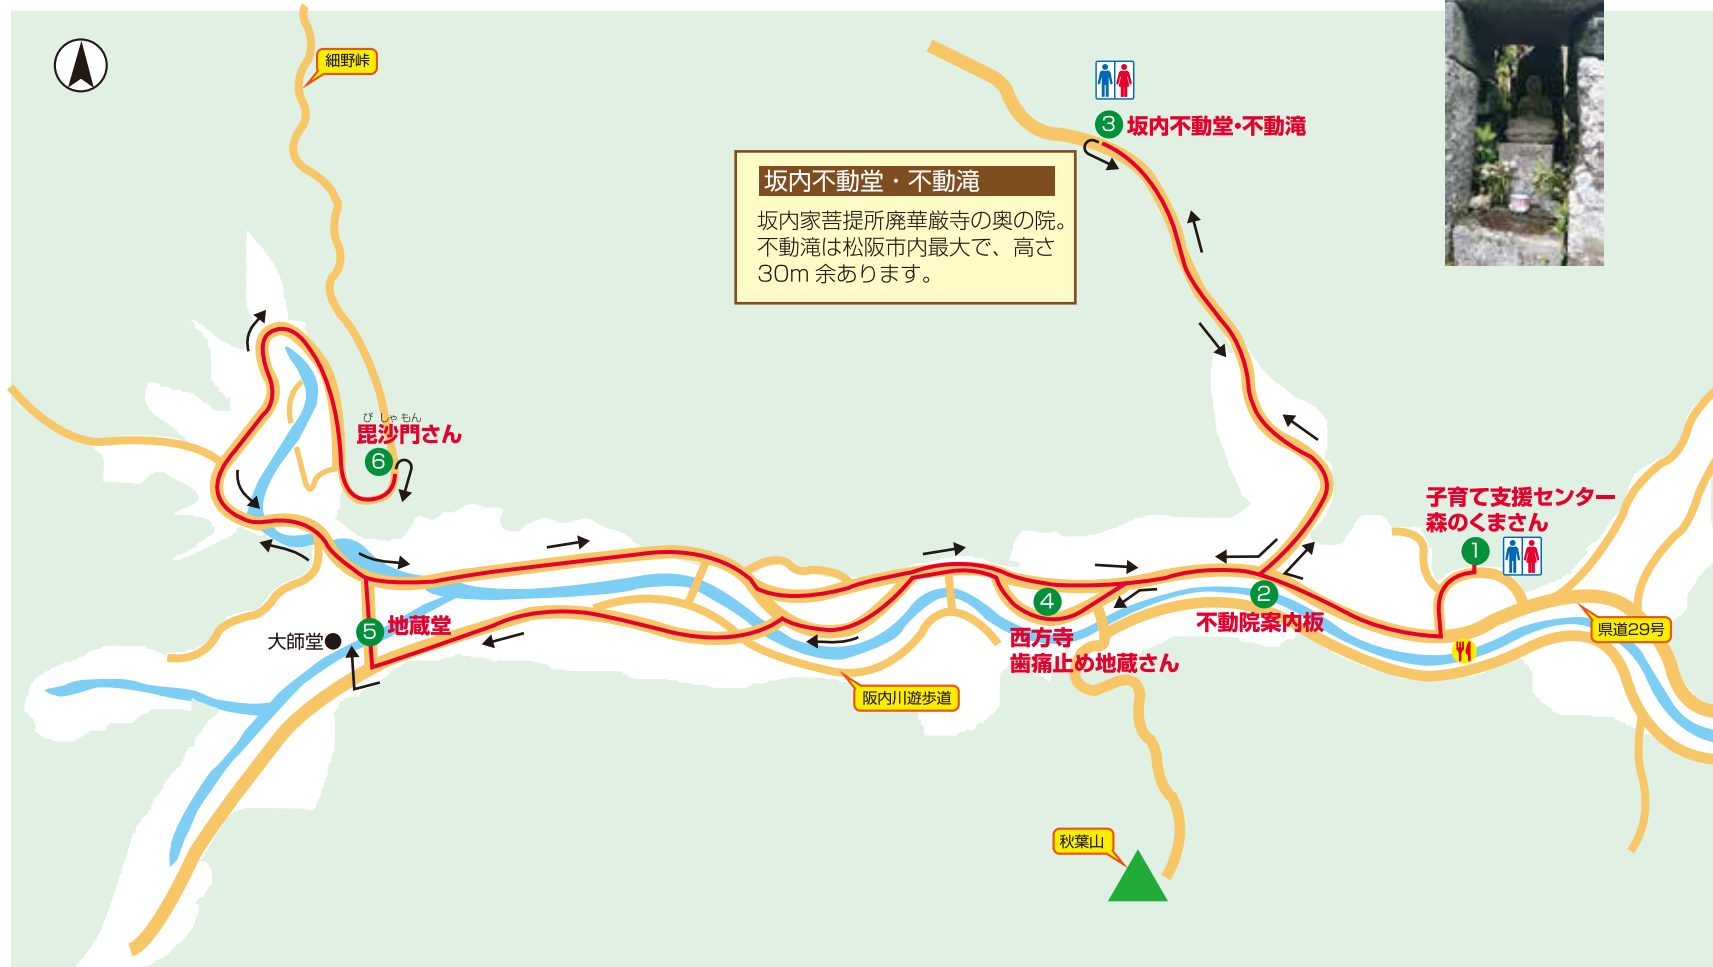 細野峠
3 坂内不動堂・不動滝
坂内不動堂・不動滝
坂内家菩提所廃華厳寺の奥の院。
不動滝は松阪市内最大で、高さ
30m 余あります。
びしゃもん
毘沙門さん
6
子育て支援センター
森のくまさん
1
4
2
5 地蔵堂
大師堂●
西方寺
歯痛止め地蔵さん
不動院案内板
県道29号
阪内川遊歩道
秋葉山